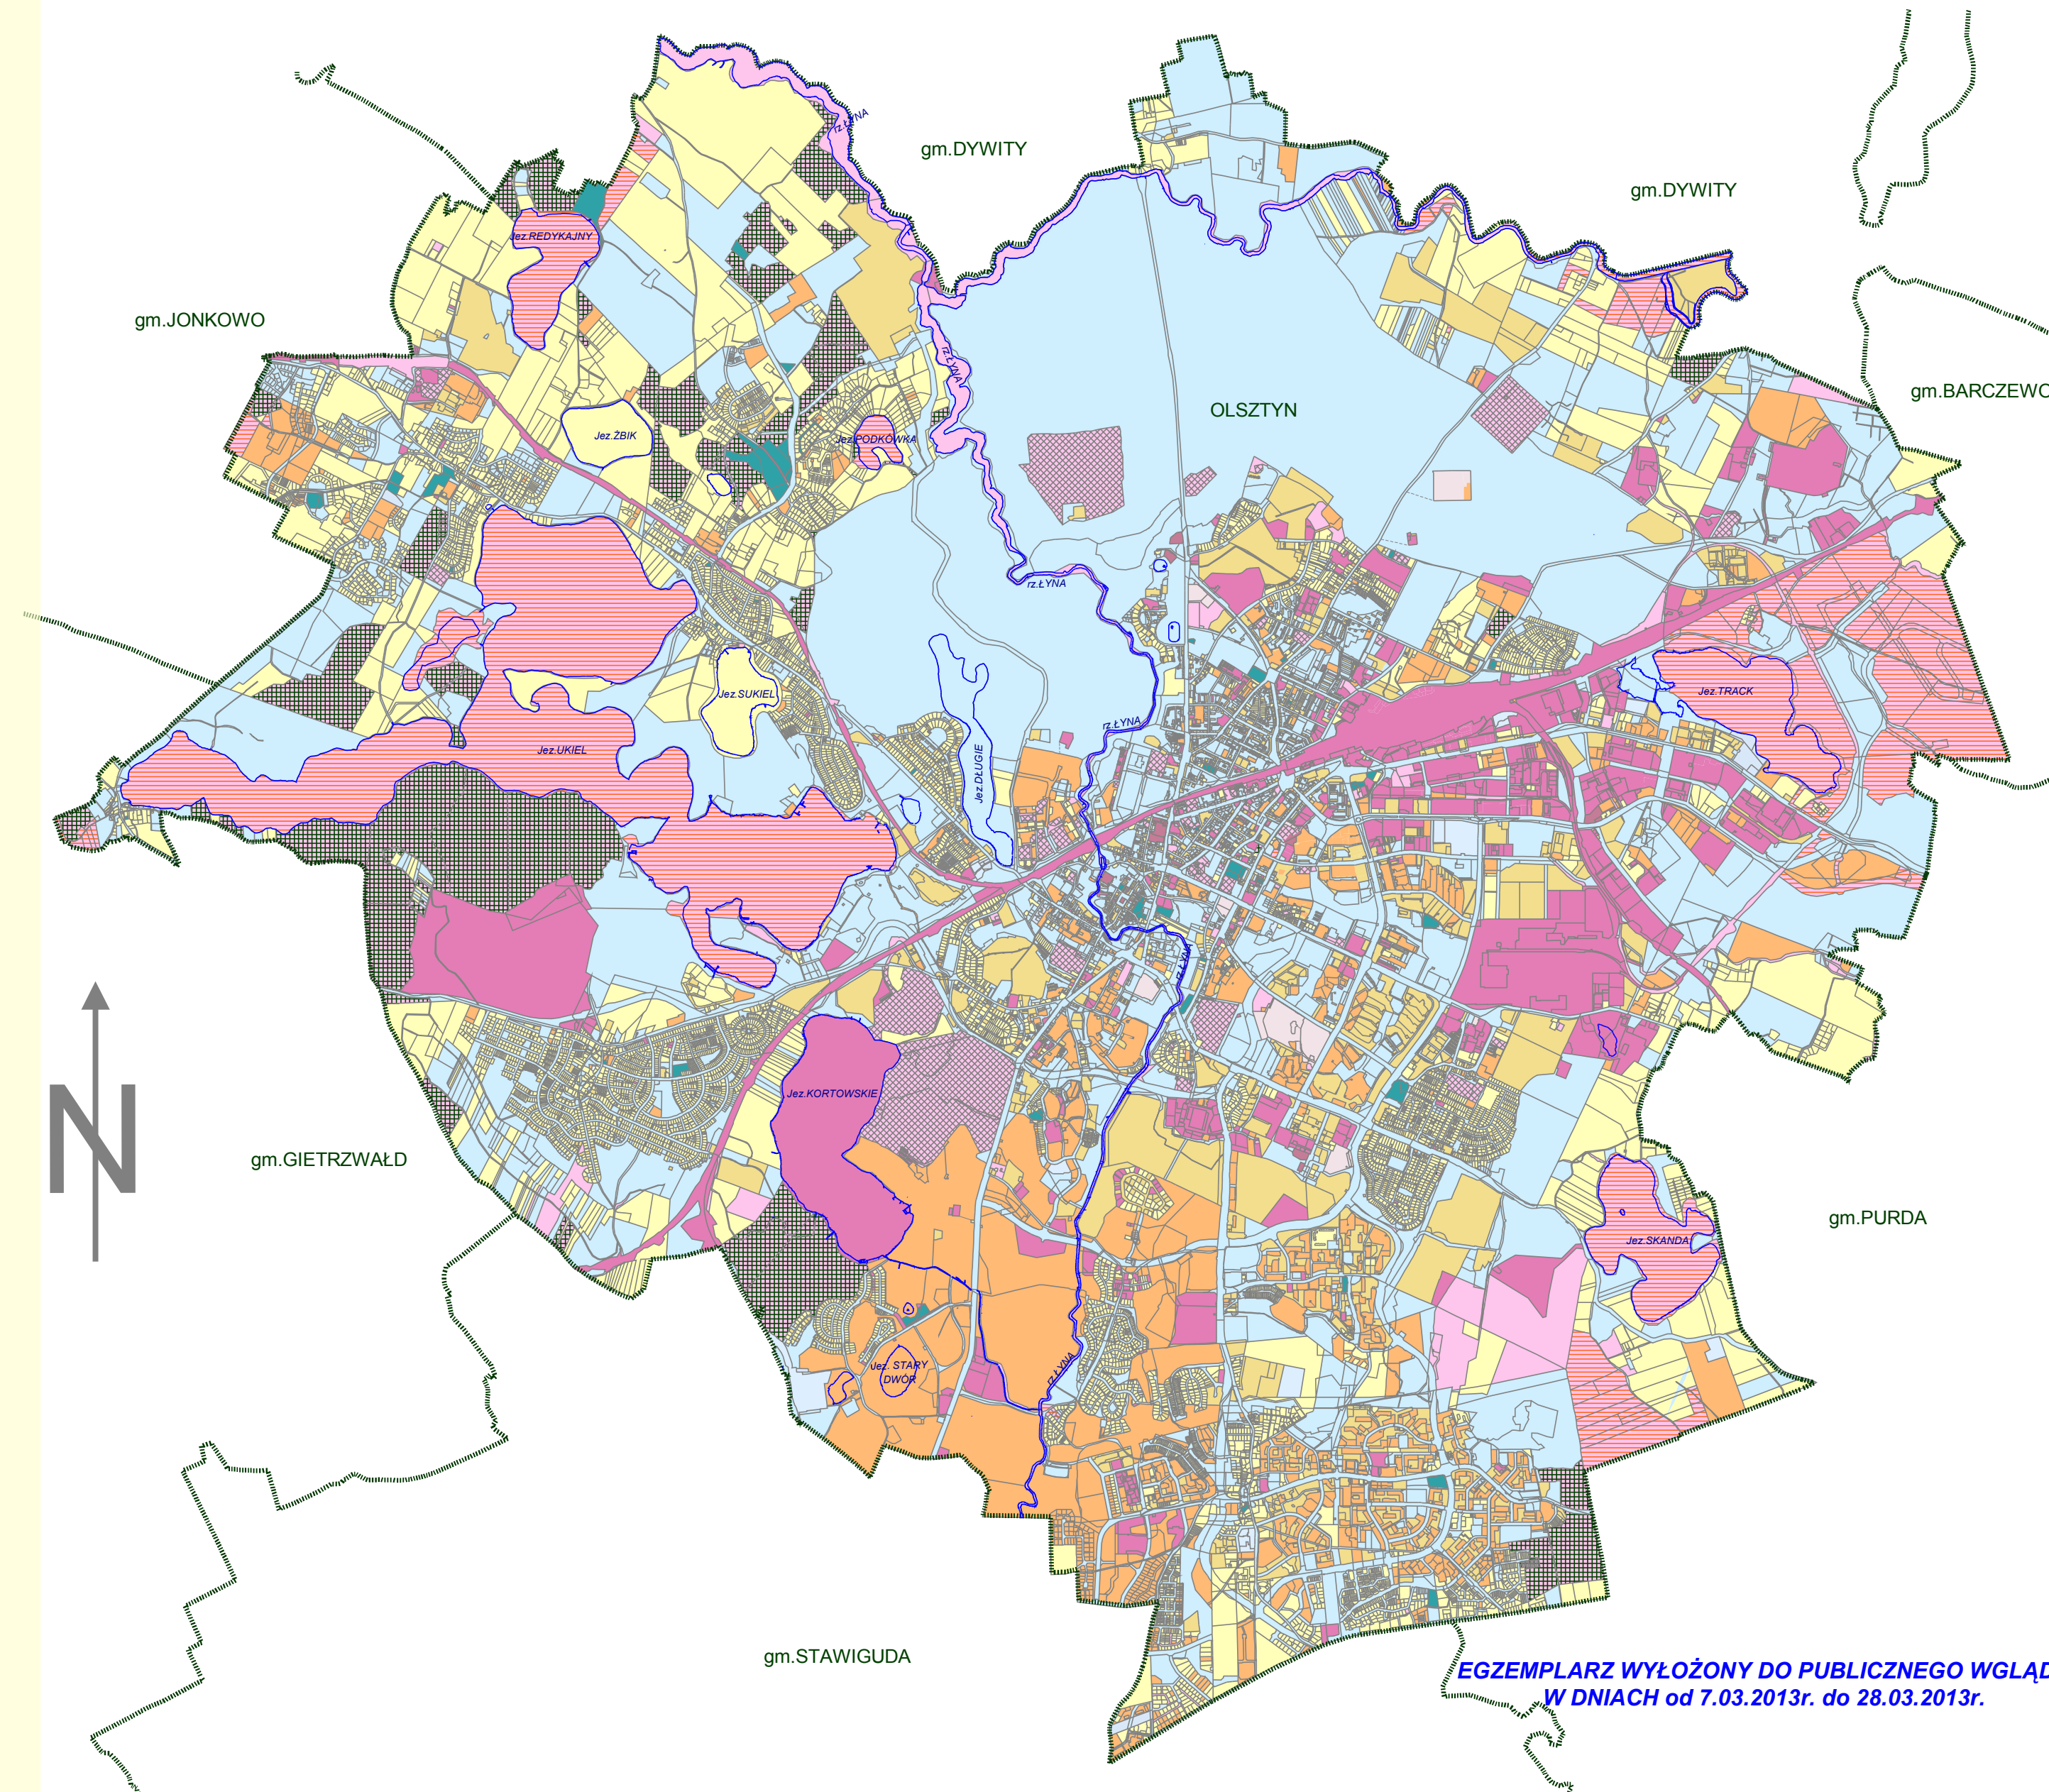 rz.ŁYNA
gm.DYWITY
gm.DYWITY
Jez.REDYKAJNY
gm.JONKOWO
rz.ŁYNA
gm.BARCZEWO
OLSZTYN
Jez.ŻBIK
Jez.PODKÓWKA
rz.ŁYNA
Jez.SUKIEL
Jez.TRACK
rz.ŁYNA
Jez.UKIEL
Jez.DŁUGIE
rz.ŁYNA
Jez.KORTOWSKIE
N
gm.GIETRZWAŁD
gm.PURDA
Jez.SKANDA
rz.ŁYNA
Jez. STARY
DWÓR
gm.STAWIGUDA
EGZEMPLARZ WYŁOŻONY DO PUBLICZNEGO WGLĄD
W DNIACH od 7.03.2013r. do 28.03.2013r.